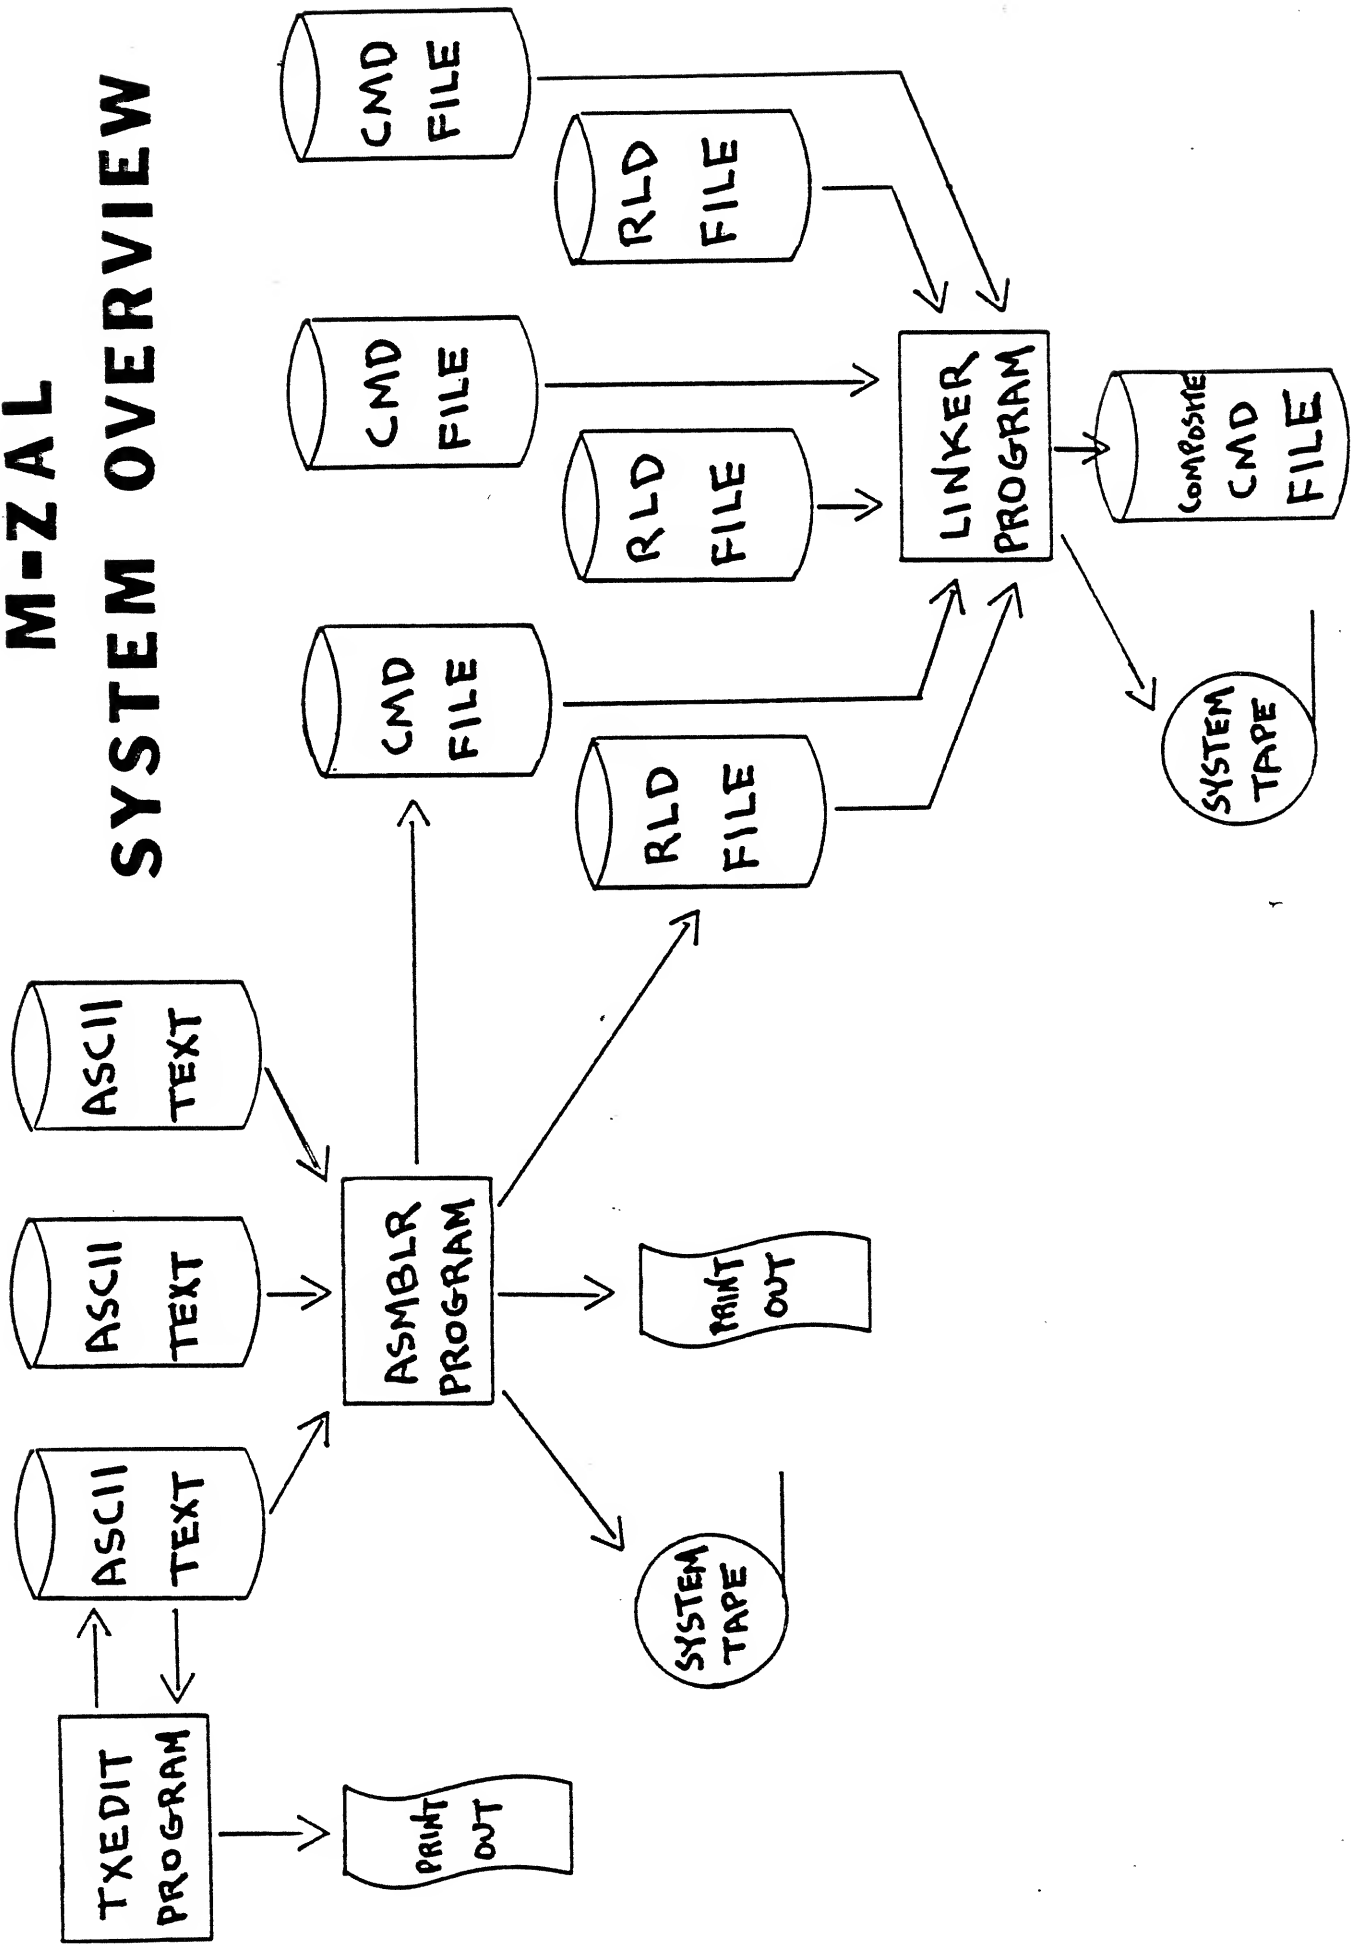 M-ZAL
SYSTEM OVERVIEW
TXEDIT
PROGRAM
PRINT
OUT
ASCII
TEXT
ASCII
TEXT
ASCII
TEXT
ASMBLR
PROGRAM
SYSTEM
TAPE
PRINT
OUT
CMD
FILE
RLD
FILE
CMD
FILE
RLD
FILE
CMD
FILE
RLD
FILE
LINKER
PROGRAM
SYSTEM
TAPE
COMPOSITE
CMD
FILE